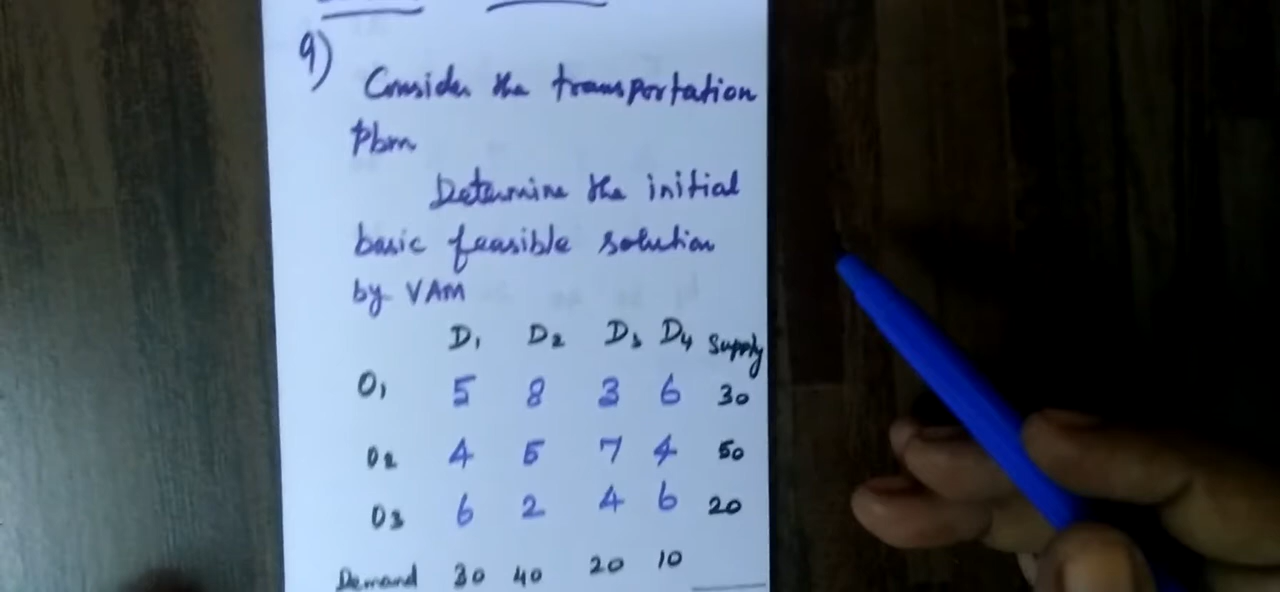 9)
Consider the transportation
Pbm
Determine the initial
basic feasible solution
by VAM
D1 D2 D3 D4 Supply
O1 5 8 3 6 30
O2 4 5 7 4 50
O3 6 2 4 6 20
Demand 30 40 20 10